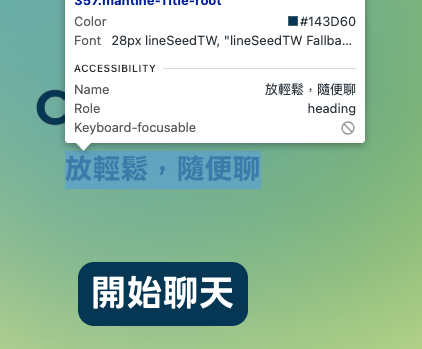 357.mantine-Title-root
Color #143D60
Font 28px lineSeedTW, "lineSeedTW Fallba...
ACCESSIBILITY
Name 放輕鬆，隨便聊
Role heading
Keyboard-focusable
放輕鬆，隨便聊
開始聊天